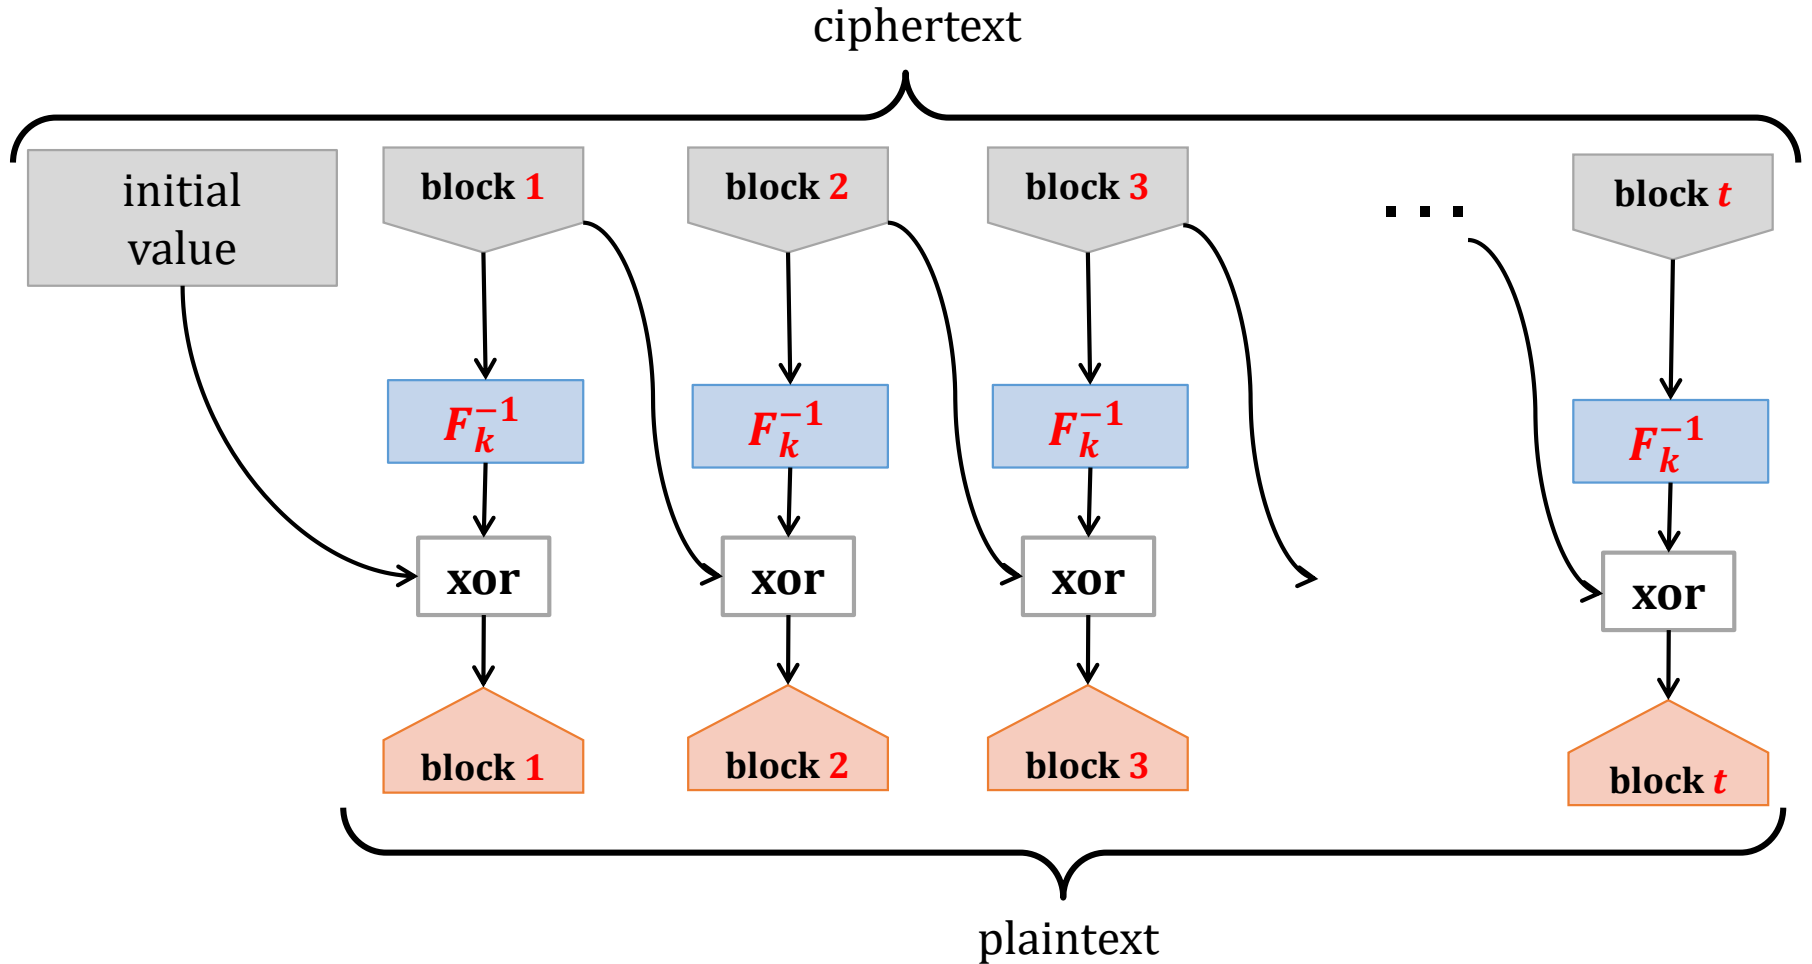 ciphertext
initial
value
block 1
block 2
block 3
...
block t
F_k^{-1}
F_k^{-1}
F_k^{-1}
F_k^{-1}
xor
xor
xor
xor
block 1
block 2
block 3
block t
plaintext